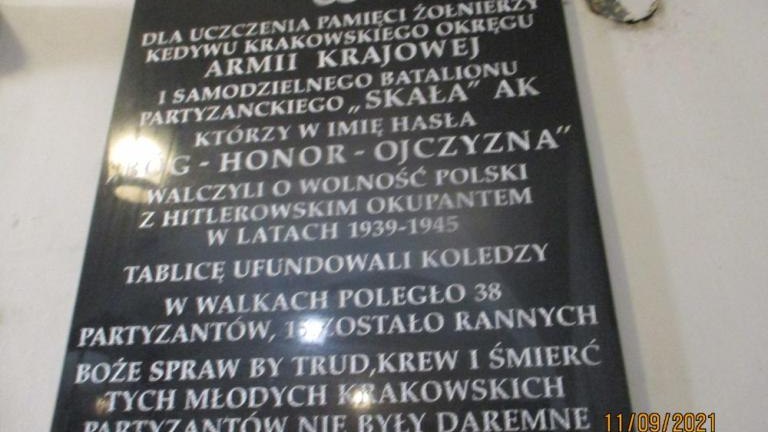 DLA UCZCZENIA PAMIĘCI ŻOŁNIERZY
KEDYWU KRAKOWSKIEGO OKRĘGU
ARMII KRAJOWEJ
I SAMODZIELNEGO BATALIONU
PARTYZANCKIEGO „SKAŁA” AK
KTÓRZY W IMIĘ HASŁA
„BÓG - HONOR - OJCZYZNA”
WALCZYLI O WOLNOŚĆ POLSKI
Z HITLEROWSKIM OKUPANTEM
W LATACH 1939-1945
TABLICĘ UFUNDOWALI KOLEDZY
W WALKACH POLEGŁO 38
PARTYZANTÓW, ZOSTAŁO RANNYCH
BOŻE SPRAW BY TRUD,KREW I ŚMIERĆ
TYCH MŁODYCH KRAKOWSKICH
PARTYZANTÓW NIE BYŁY DAREMNE
11/09/2021